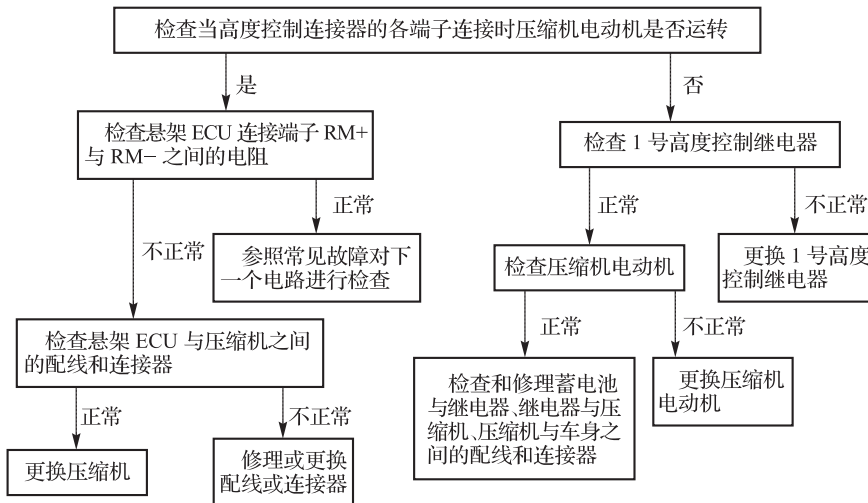 检查当高度控制连接器的各端子连接时压缩机电动机是否运转
是
否
检查悬架 ECU 连接端子 RM+
与 RM− 之间的电阻
检查 1 号高度控制继电器
正常
不正常
正常
不正常
参照常见故障对下
一个电路进行检查
检查压缩机电动机
更换 1 号高度
控制继电器
检查悬架 ECU 与压缩机之间
的配线和连接器
正常
不正常
正常
不正常
检查和修理蓄电池
与继电器、继电器与压
缩机、压缩机与车身之
间的配线和连接器
更换压缩机
电动机
更换压缩机
修理或更换
配线或连接器